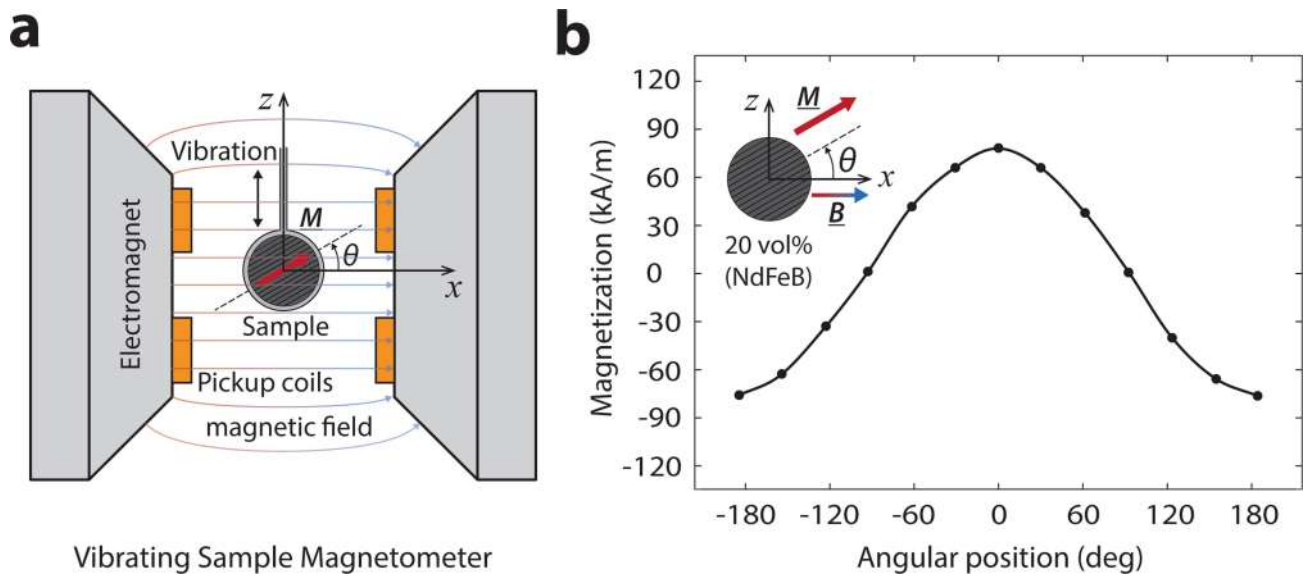 a
z
Vibration
M
θ
x
Electromagnet
Sample
Pickup coils
magnetic field
Vibrating Sample Magnetometer
b
Magnetization (kA/m)
120
90
60
30
0
-30
-60
-90
-120
z
M
θ
x
B
20 vol%
(NdFeB)
-180 -120 -60 0 60 120 180
Angular position (deg)